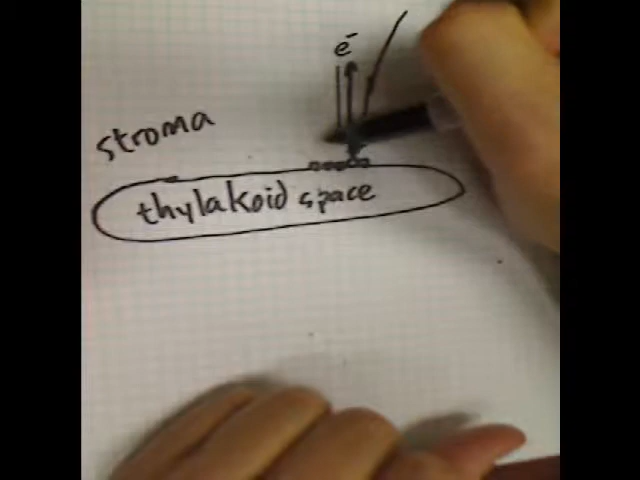 e⁻
stroma
thylakoid space